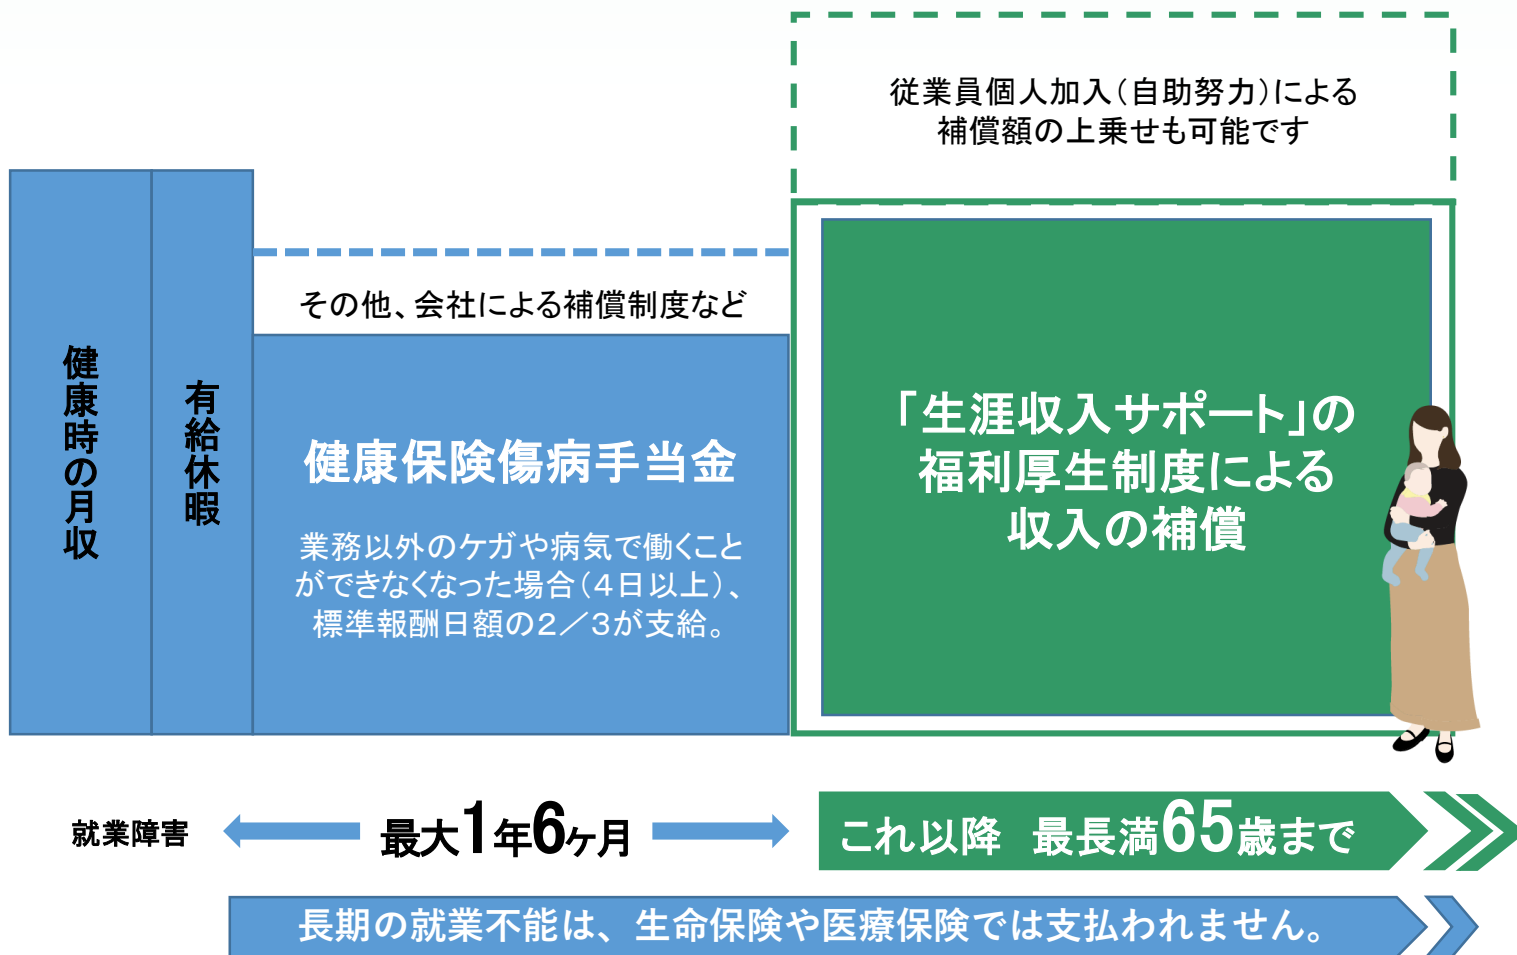 従業員個人加入（自助努力）による
補償額の上乗せも可能です
健康時の月収
有給休暇
その他、会社による補償制度など
健康保険傷病手当金
業務以外のケガや病気で働くこと
ができなくなった場合（４日以上）、
標準報酬日額の２／３が支給。
「生涯収入サポート」の
福利厚生制度による
収入の補償
就業障害
最大1年6ヶ月
これ以降　最長満65歳まで
長期の就業不能は、生命保険や医療保険では支払われません。